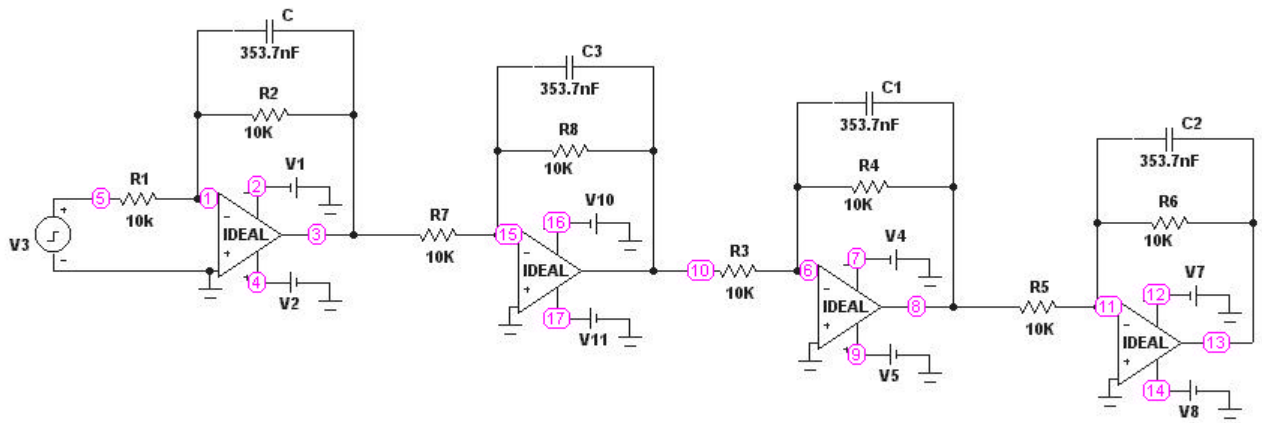 C
353.7nF
R2
10K
V1
2
5
R1
10k
1
IDEAL
3
V3
4
V2
C3
353.7nF
R8
10K
V10
16
R7
10K
15
IDEAL
17
V11
C1
353.7nF
R4
10K
V4
7
10
R3
10K
6
IDEAL
8
9
V5
C2
353.7nF
R6
10K
V7
12
R5
10K
11
IDEAL
13
14
V8